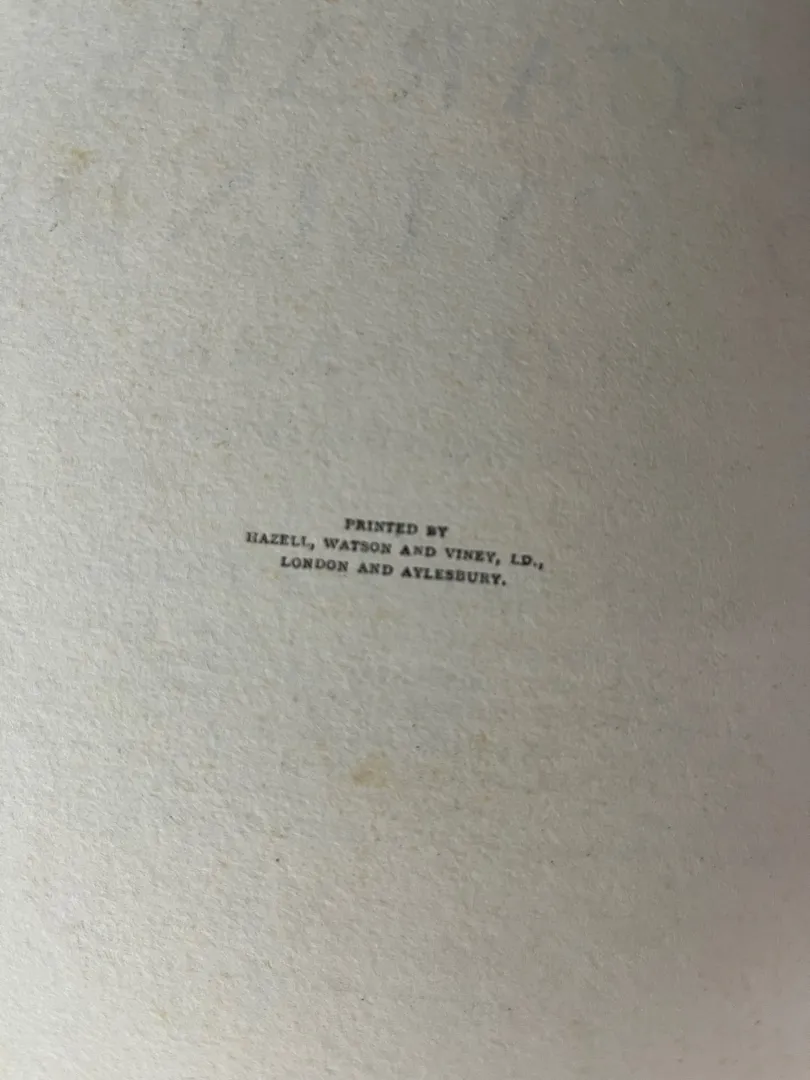 PRINTED BY
HAZELL, WATSON AND VINEY, LD.,
LONDON AND AYLESBURY.